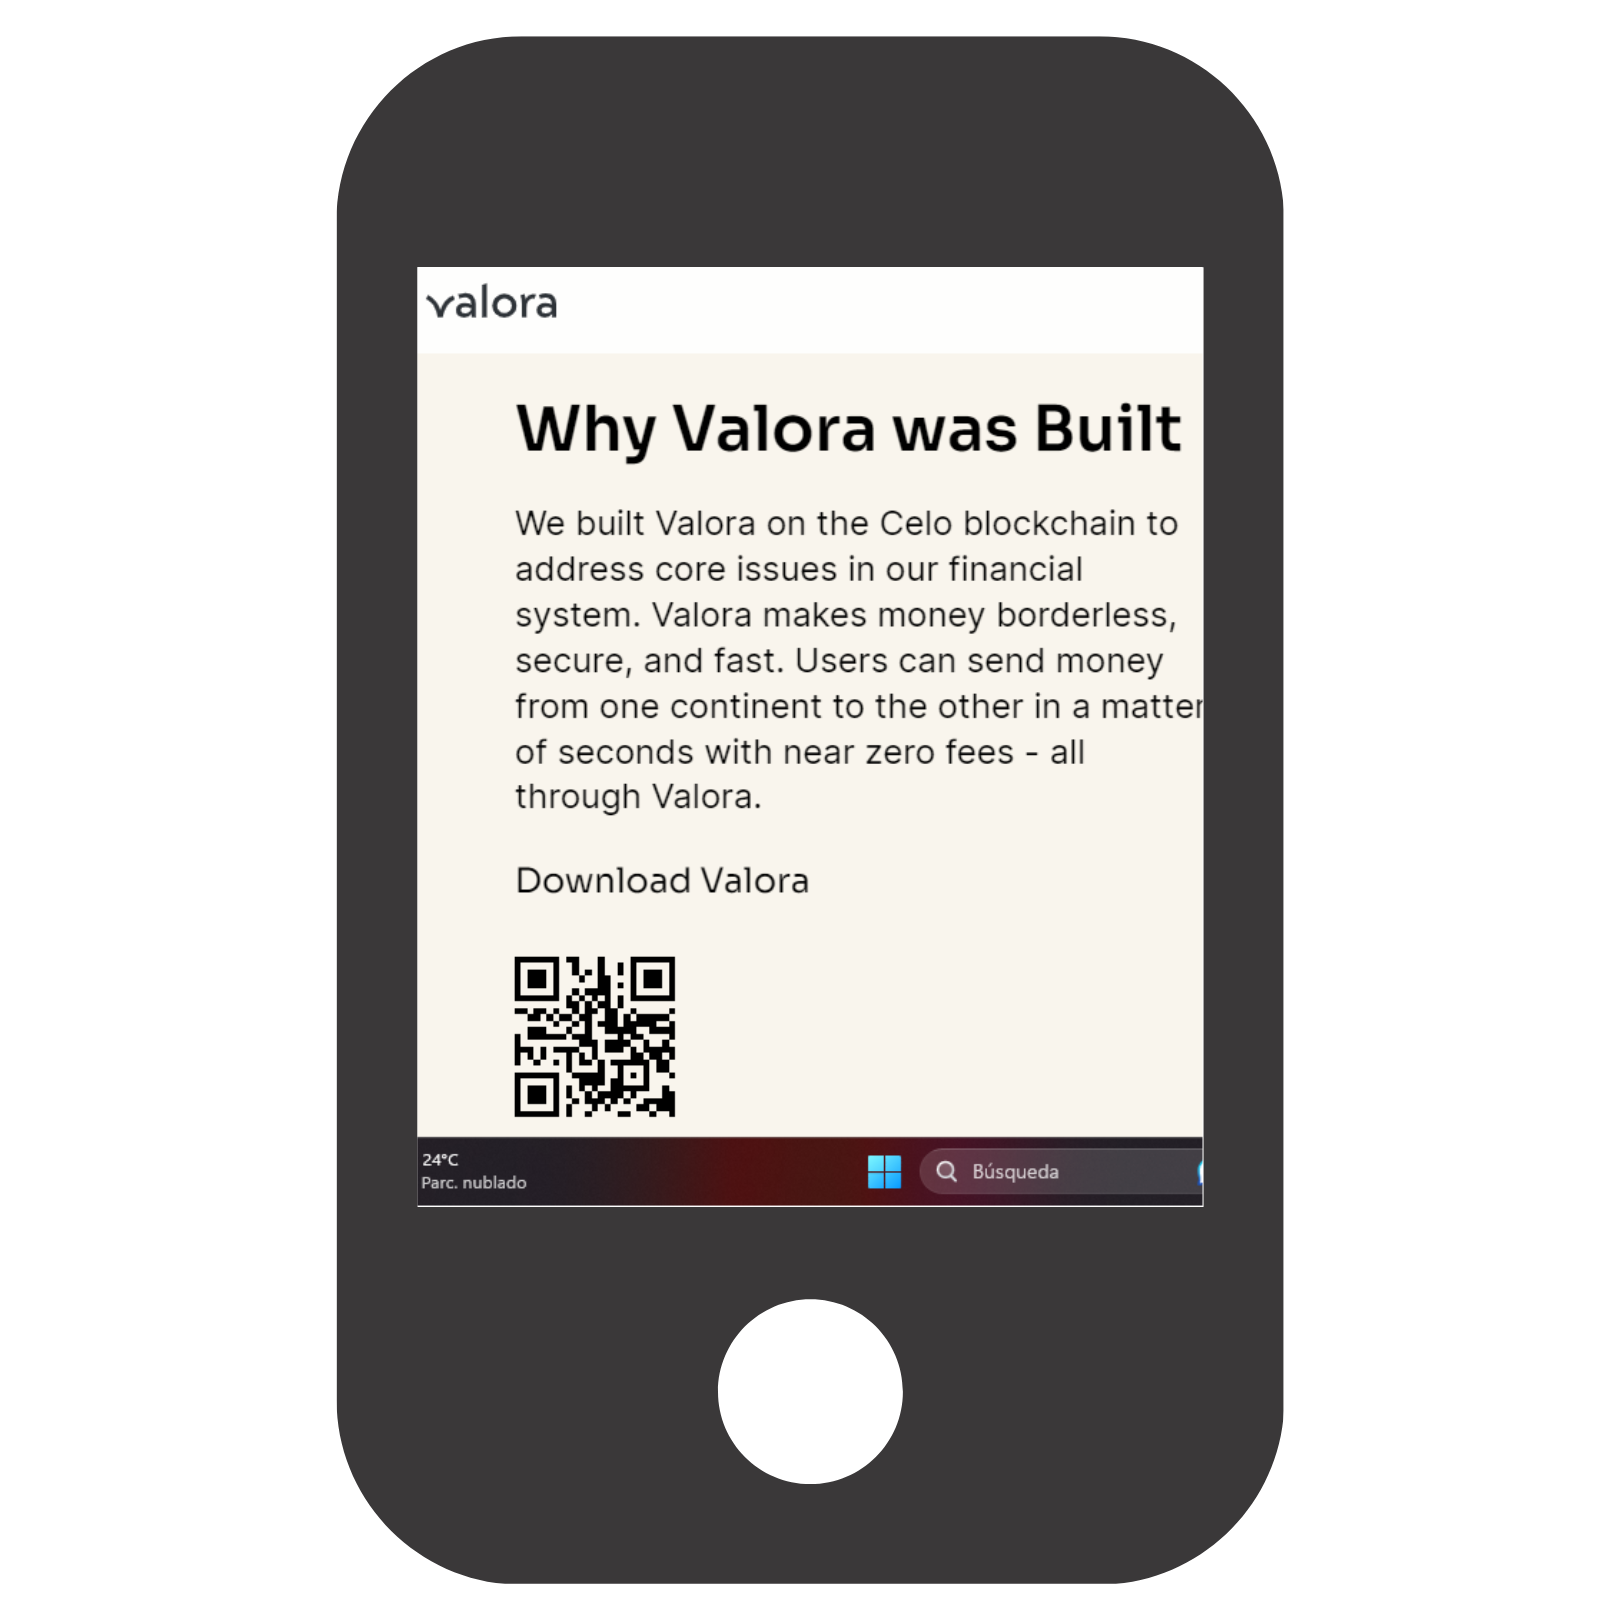 valora
Why Valora was Built
We built Valora on the Celo blockchain to
address core issues in our financial
system. Valora makes money borderless,
secure, and fast. Users can send money
from one continent to the other in a matter
of seconds with near zero fees - all
through Valora.
Download Valora
24°C
Parc. nublado
Búsqueda